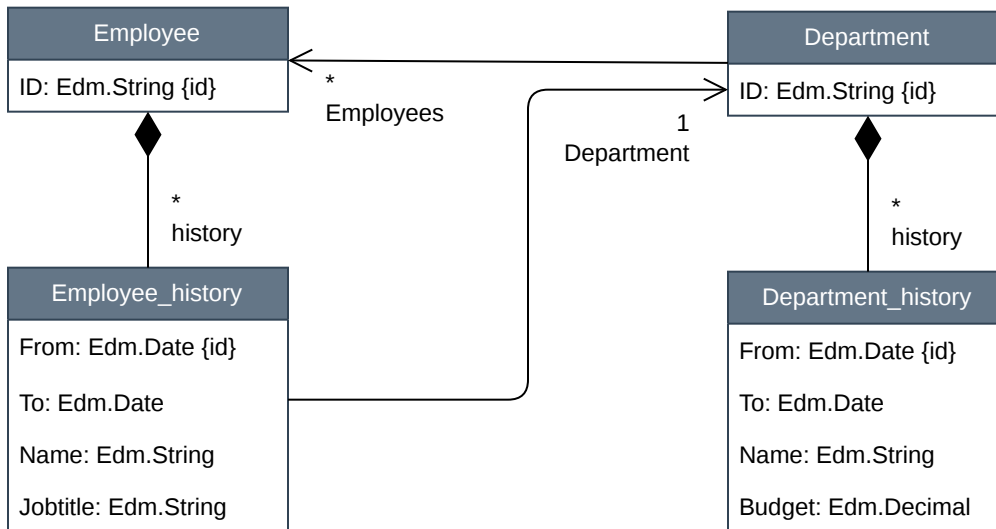 Employee
ID: Edm.String {id}
Department
ID: Edm.String {id}
*
Employees
1
Department
*
history
*
history
Employee_history
From: Edm.Date {id}
To: Edm.Date
Name: Edm.String
Jobtitle: Edm.String
Department_history
From: Edm.Date {id}
To: Edm.Date
Name: Edm.String
Budget: Edm.Decimal